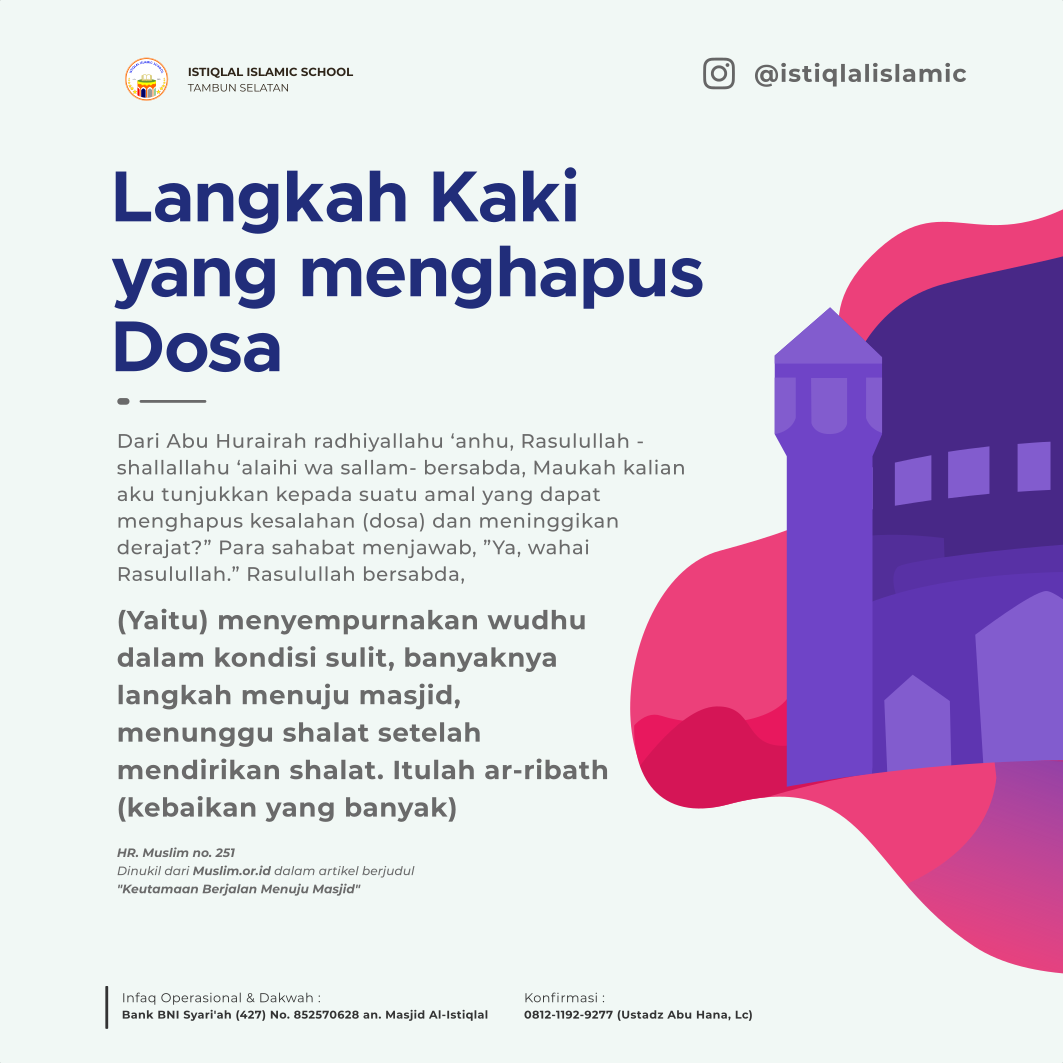 ISTIQLAL ISLAMIC SCHOOL
TAMBUN SELATAN
@istiqlalislamic
Langkah Kaki
yang menghapus
Dosa
Dari Abu Hurairah radhiyallahu ‘anhu, Rasulullah -
shallallahu ‘alaihi wa sallam- bersabda, Maukah kalian
aku tunjukkan kepada suatu amal yang dapat
menghapus kesalahan (dosa) dan meninggikan
derajat?” Para sahabat menjawab, ”Ya, wahai
Rasulullah.” Rasulullah bersabda,
(Yaitu) menyempurnakan wudhu
dalam kondisi sulit, banyaknya
langkah menuju masjid,
menunggu shalat setelah
mendirikan shalat. Itulah ar-ribath
(kebaikan yang banyak)
HR. Muslim no. 251
Dinukil dari Muslim.or.id dalam artikel berjudul
"Keutamaan Berjalan Menuju Masjid"
Infaq Operasional & Dakwah :
Bank BNI Syari'ah (427) No. 852570628 an. Masjid Al-Istiqlal
Konfirmasi :
0812-1192-9277 (Ustadz Abu Hana, Lc)